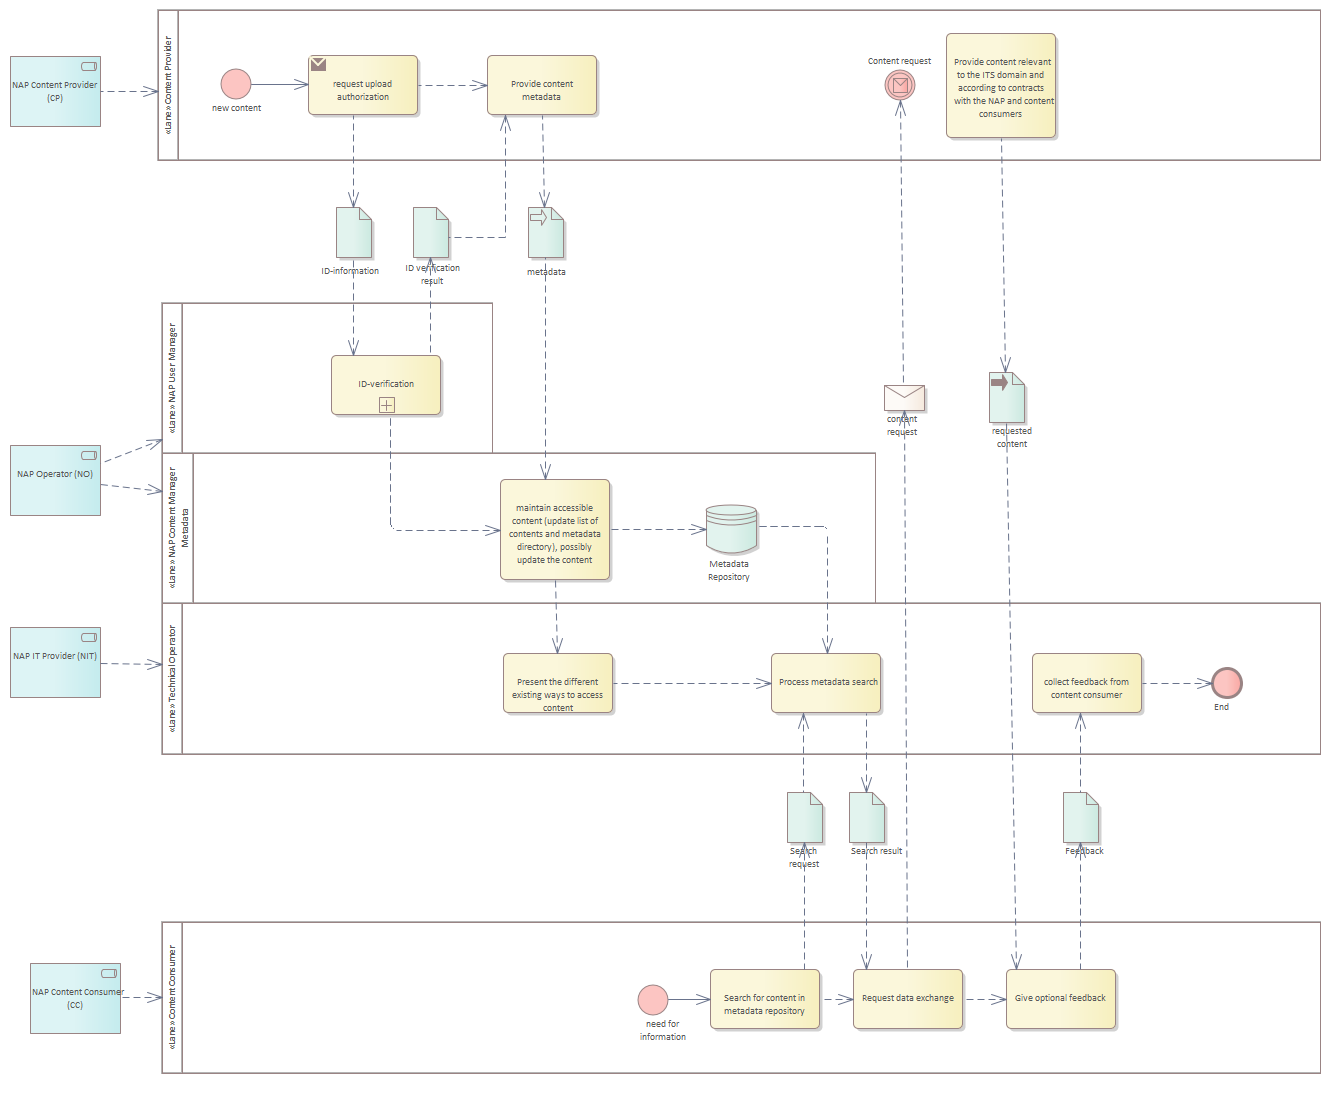 NAP Content Provider
(CP)
«Lane» Content Provider
new content
request upload
authorization
Provide content
metadata
Content request
Provide content relevant
to the ITS domain and
according to contracts
with the NAP and content
consumers
ID-information
ID verification
result
metadata
«Lane» NAP User Manager
ID-verification
content
request
requested
content
NAP Operator (NO)
«Lane» NAP Content Manager
Metadata
maintain accessible
content (update list of
contents and metadata
directory), possibly
update the content
Metadata
Repository
NAP IT Provider (NIT)
«Lane» Technical Operator
Present the different
existing ways to access
content
Process metadata search
collect feedback from
content consumer
End
Search
request
Search result
Feedback
NAP Content Consumer
(CC)
«Lane» Content Consumer
need for
information
Search for content in
metadata repository
Request data exchange
Give optional feedback